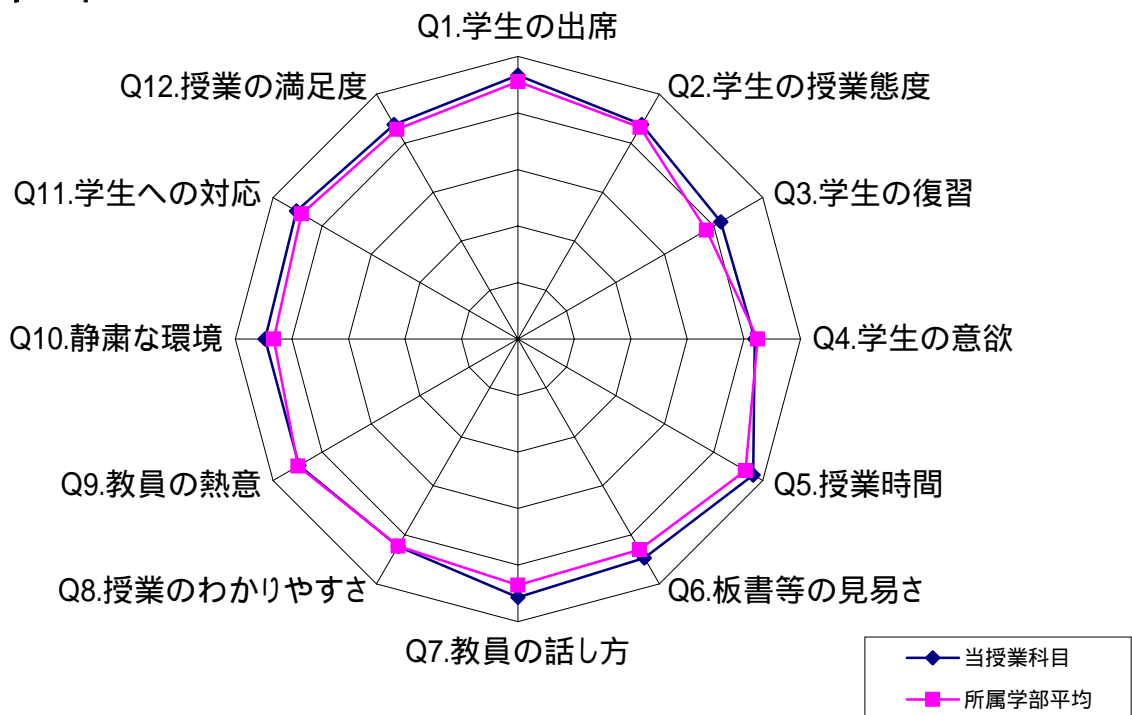 Q1.学生の出席
Q2.学生の授業態度
Q3.学生の復習
Q4.学生の意欲
Q5.授業時間
Q6.板書等の見易さ
Q7.教員の話し方
Q8.授業のわかりやすさ
Q9.教員の熱意
Q10.静粛な環境
Q11.学生への対応
Q12.授業の満足度
当授業科目
所属学部平均